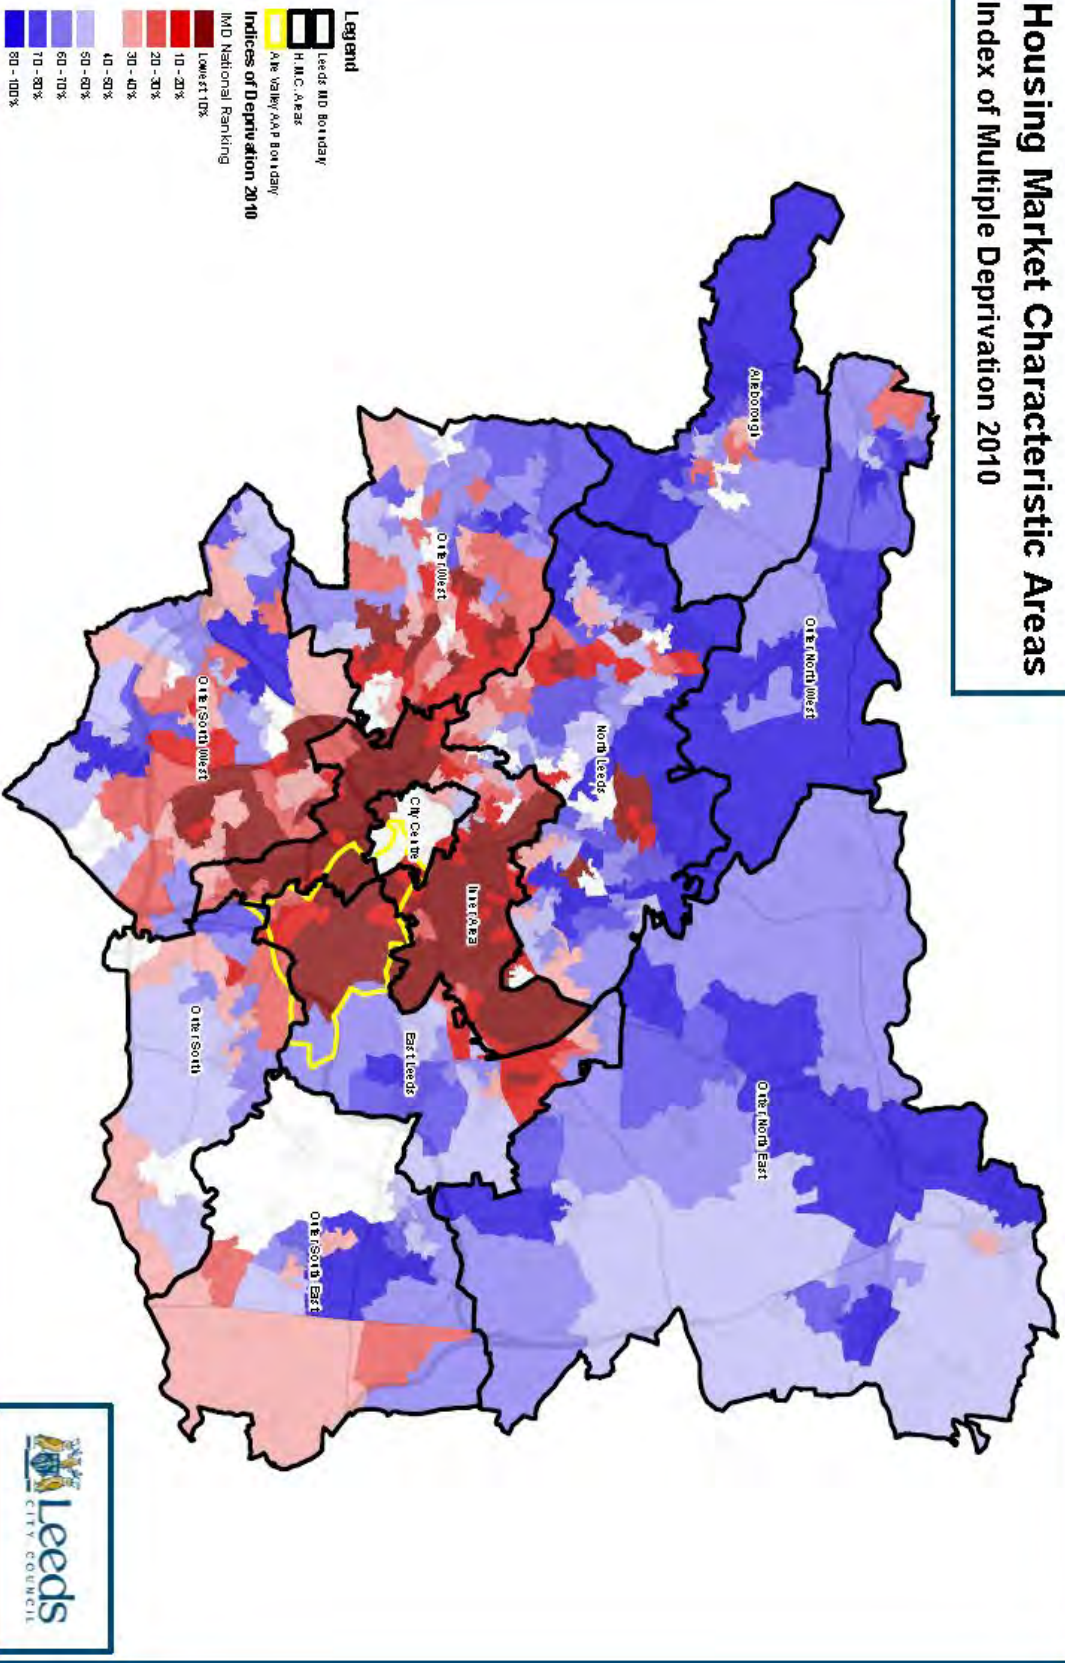 Housing Market Characteristic Areas
Index of Multiple Deprivation 2010
Legend
Leeds MD Boundary
H.M.C. Areas
Aire Valley AAP Boundary
Indices of Deprivation 2010
IMD National Ranking
Lowest 10%
10 - 20%
20 - 30%
30 - 40%
40 - 50%
50 - 60%
60 - 70%
70 - 80%
80 - 100%
Aireborough
Outer North West
North Leeds
Outer North East
Outer West
City Centre
Inner Area
East Leeds
Outer South West
Outer South
Outer South East
Leeds
CITY COUNCIL